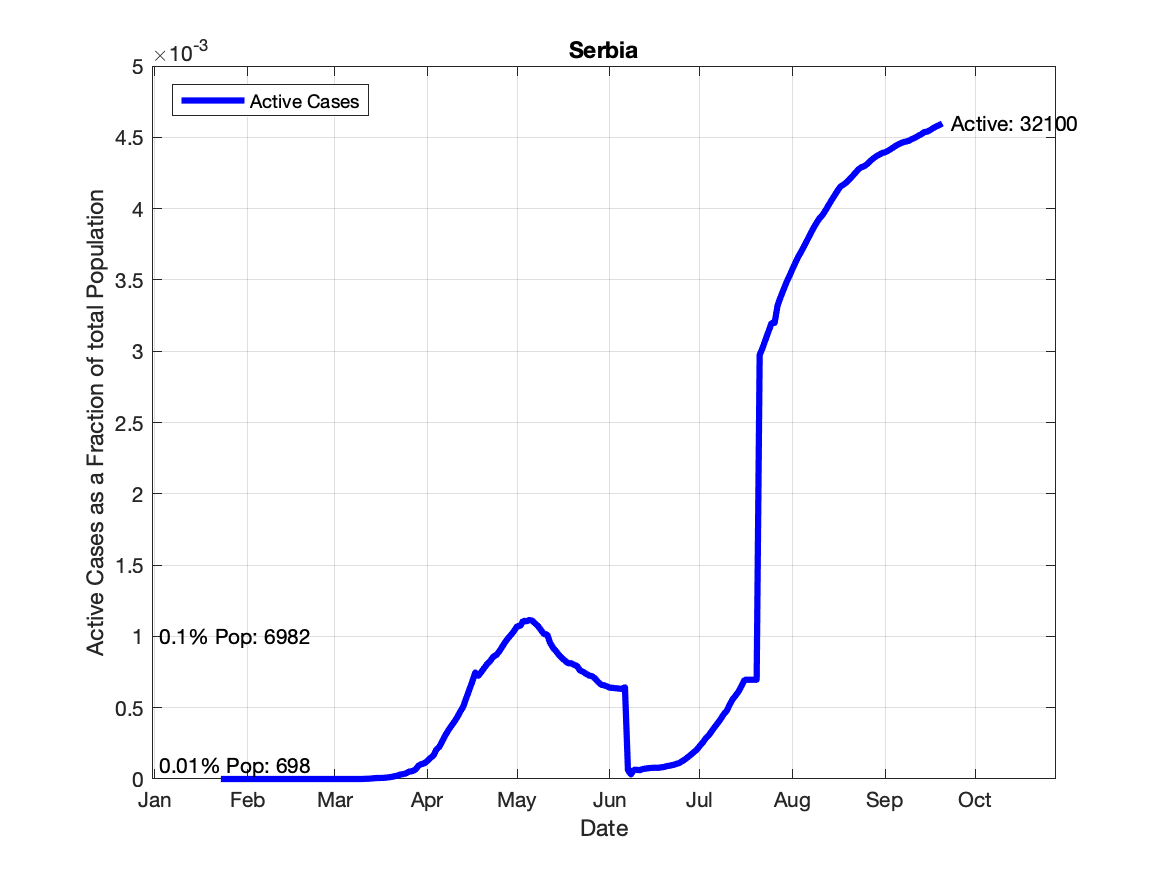 Serbia
×10-3
Active Cases
5
4.5
4
3.5
3
2.5
2
1.5
1
0.5
0
Active Cases as a Fraction of total Population
Active: 32100
0.1% Pop: 6982
0.01% Pop: 698
Jan Feb Mar Apr May Jun Jul Aug Sep Oct
Date